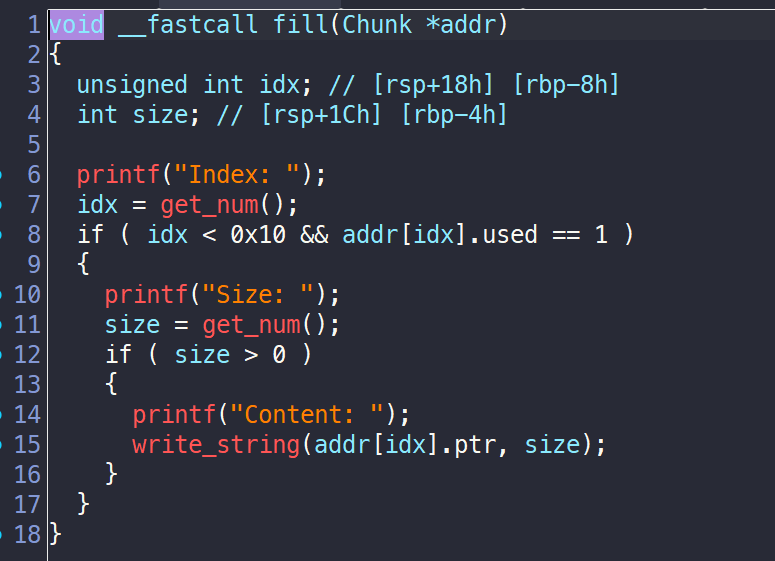 1 void __fastcall fill(Chunk *addr)
2 {
3   unsigned int idx; // [rsp+18h] [rbp-8h]
4   int size; // [rsp+1Ch] [rbp-4h]
5
6   printf("Index: ");
7   idx = get_num();
8   if ( idx < 0x10 && addr[idx].used == 1 )
9   {
10     printf("Size: ");
11     size = get_num();
12     if ( size > 0 )
13     {
14       printf("Content: ");
15       write_string(addr[idx].ptr, size);
16     }
17   }
18 }